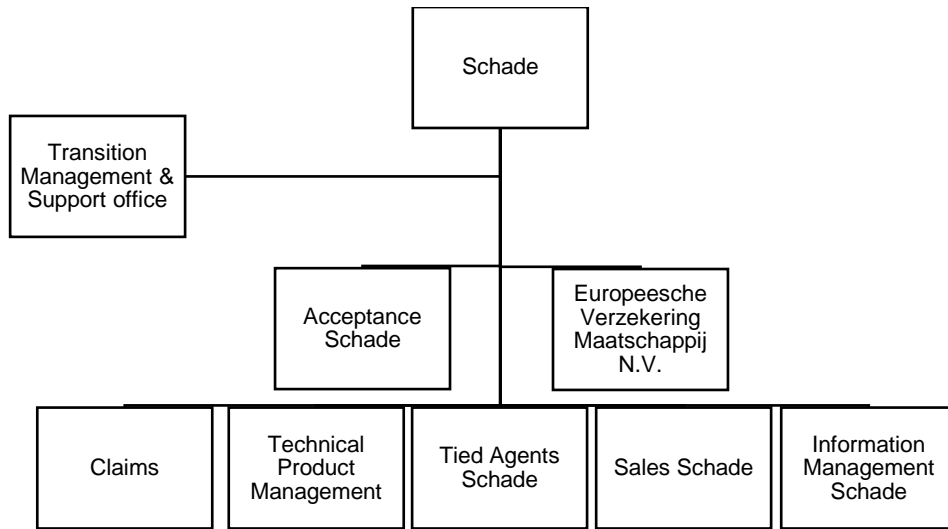 Schade
Transition
Management &
Support office
Acceptance
Schade
Europeesche
Verzekering
Maatschappij
N.V.
Claims
Technical
Product
Management
Tied Agents
Schade
Sales Schade
Information
Management
Schade